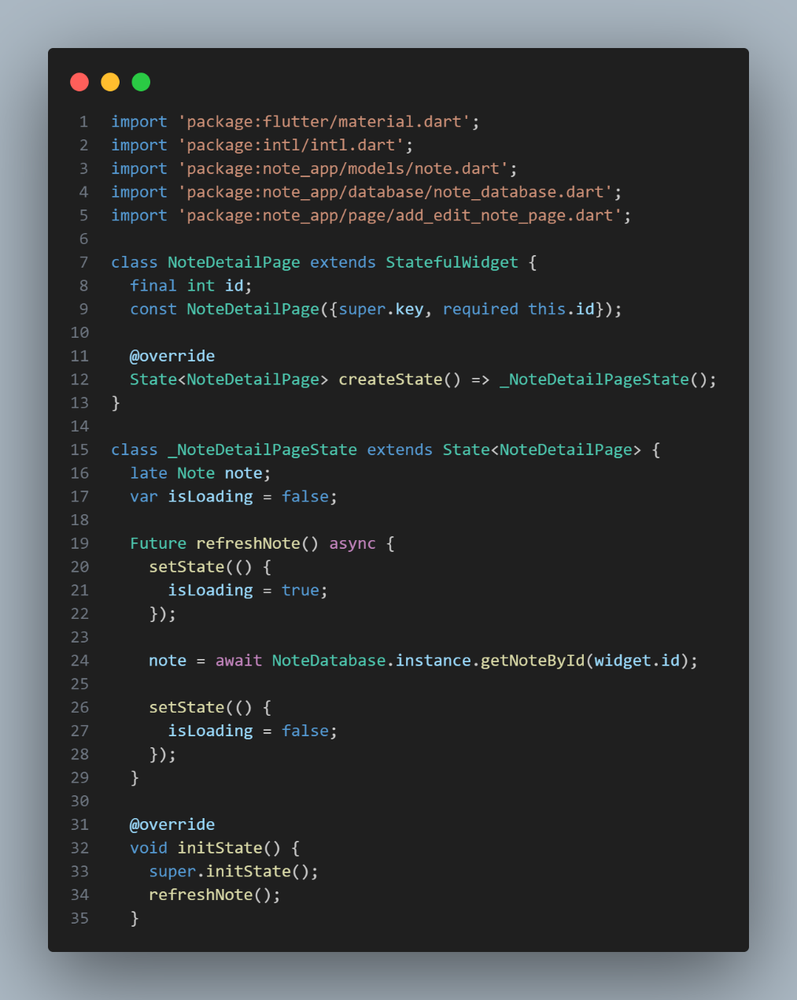 1 import 'package:flutter/material.dart';
2 import 'package:intl/intl.dart';
3 import 'package:note_app/models/note.dart';
4 import 'package:note_app/database/note_database.dart';
5 import 'package:note_app/page/add_edit_note_page.dart';
6
7 class NoteDetailPage extends StatefulWidget {
8   final int id;
9   const NoteDetailPage({super.key, required this.id});
10
11   @override
12   State<NoteDetailPage> createState() => _NoteDetailPageState();
13 }
14
15 class _NoteDetailPageState extends State<NoteDetailPage> {
16   late Note note;
17   var isLoading = false;
18
19   Future refreshNote() async {
20     setState(() {
21       isLoading = true;
22     });
23
24     note = await NoteDatabase.instance.getNoteById(widget.id);
25
26     setState(() {
27       isLoading = false;
28     });
29   }
30
31   @override
32   void initState() {
33     super.initState();
34     refreshNote();
35   }